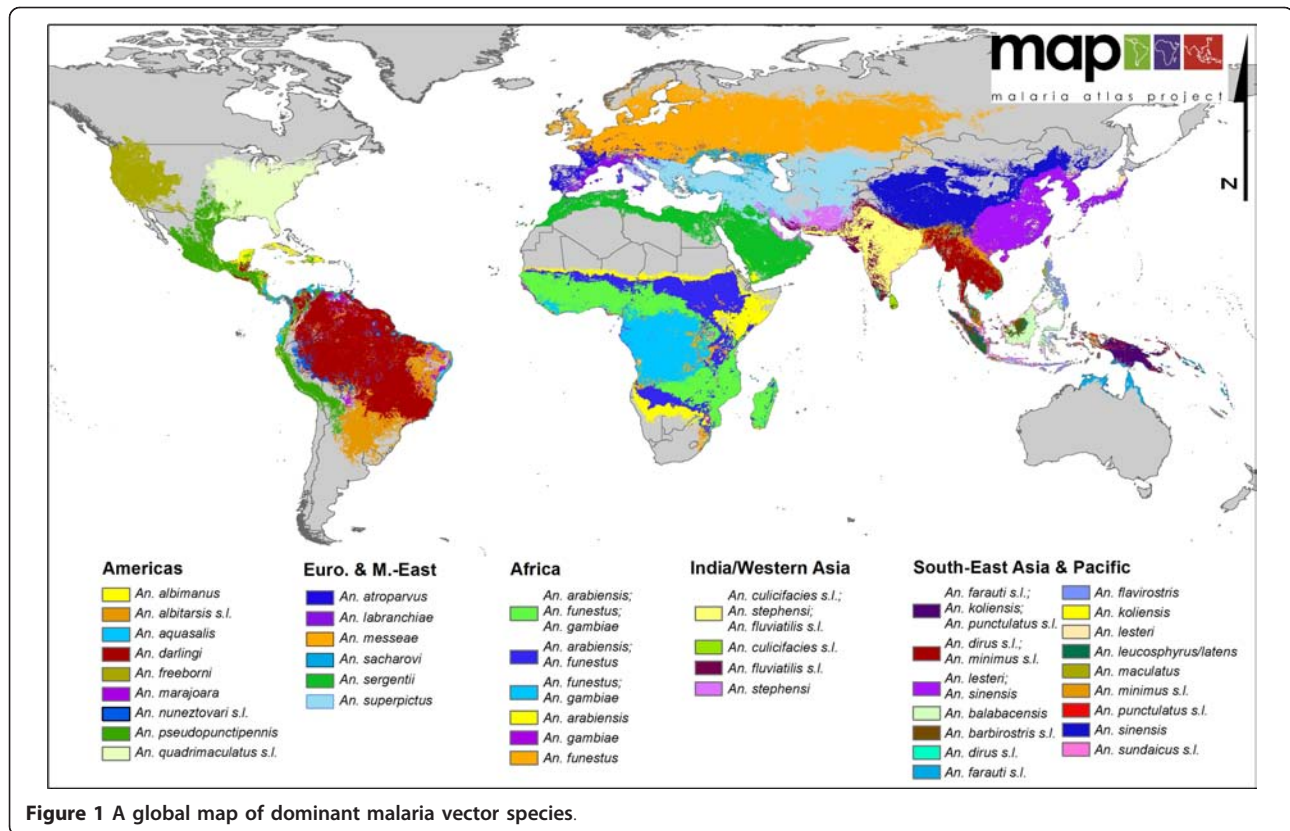 map
malaria atlas project
N
Americas
An. albimanus
An. albitarsis s.l.
An. aquasalis
An. darlingi
An. freeborni
An. marajoara
An. nuneztovari s.l.
An. pseudopunctipennis
An. quadrimaculatus s.l.
Euro. & M.-East
An. atroparvus
An. labranchiae
An. messeae
An. sacharovi
An. sergentii
An. superpictus
Africa
An. arabiensis;
An. funestus;
An. gambiae
An. arabiensis;
An. funestus
An. funestus;
An. gambiae
An. arabiensis
An. gambiae
An. funestus
India/Western Asia
An. culicifacies s.l.;
An. stephensi;
An. fluviatilis s.l.
An. culicifacies s.l.
An. fluviatilis s.l.
An. stephensi
South-East Asia & Pacific
An. farauti s.l.;
An. koliensis;
An. punctulatus s.l.
An. dirus s.l.;
An. minimus s.l.
An. lesteri;
An. sinensis
An. balabacensis
An. barbirostris s.l.
An. dirus s.l.
An. farauti s.l.
An. flavirostris
An. koliensis
An. lesteri
An. leucosphyrus/latens
An. maculatus
An. minimus s.l.
An. punctulatus s.l.
An. sinensis
An. sundaicus s.l.
Figure 1 A global map of dominant malaria vector species.